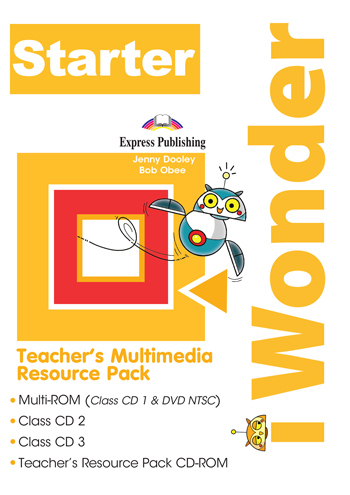 Starter
Express Publishing
Jenny Dooley
Bob Obee
i Wonder
Teacher's Multimedia
Resource Pack
• Multi-ROM (Class CD 1 & DVD NTSC)
• Class CD 2
• Class CD 3
• Teacher's Resource Pack CD-ROM